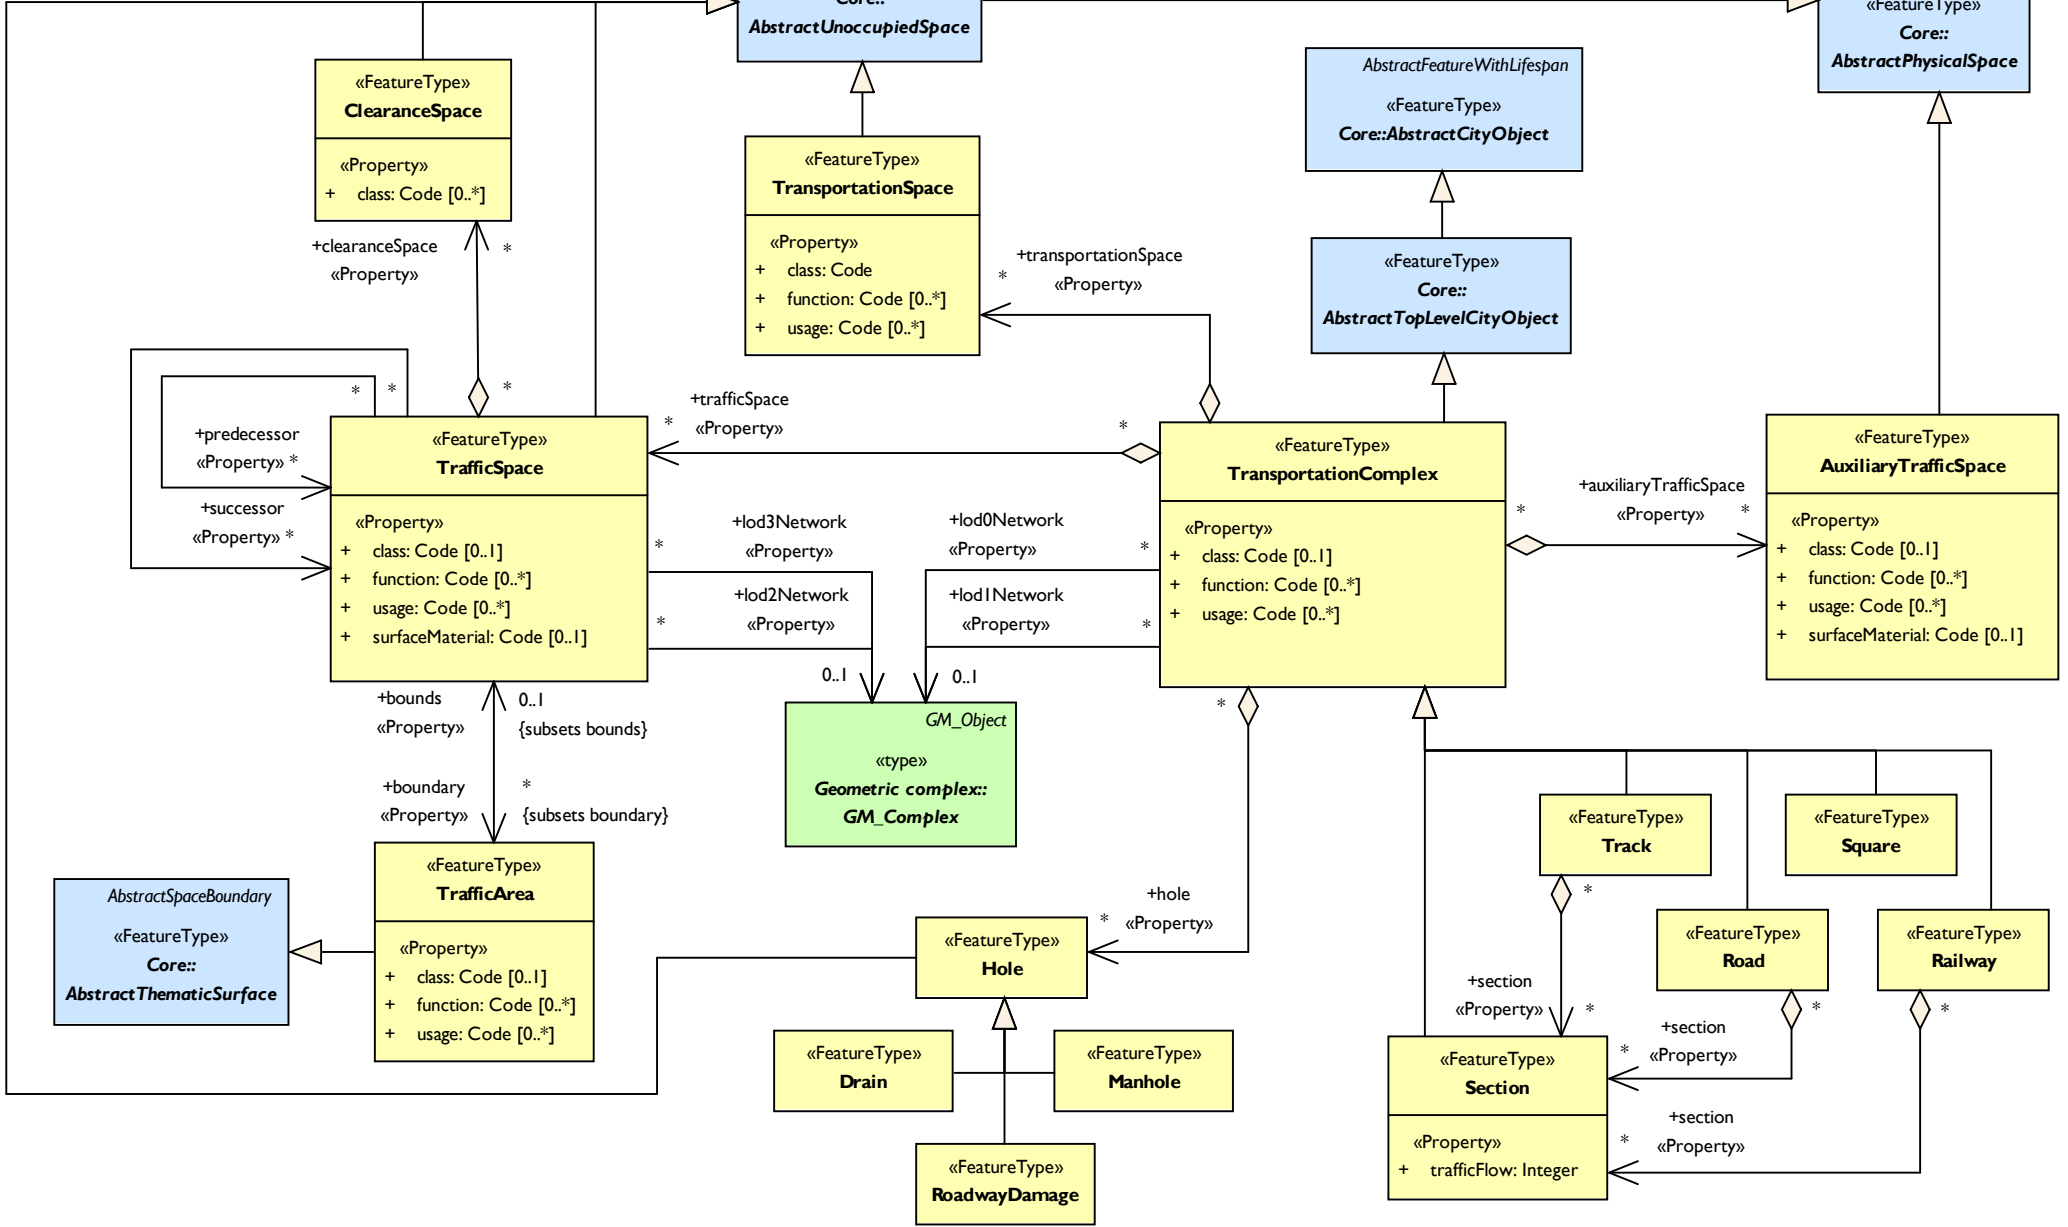 Core::
AbstractUnoccupiedSpace
«FeatureType»
Core::
AbstractPhysicalSpace
«FeatureType»
ClearanceSpace
«Property»
+ class: Code [0..*]
AbstractFeatureWithLifespan
«FeatureType»
Core::AbstractCityObject
«FeatureType»
TransportationSpace
«Property»
+ class: Code
+ function: Code [0..*]
+ usage: Code [0..*]
+clearanceSpace
«Property»
*
+transportationSpace
*
«Property»
«FeatureType»
Core::
AbstractTopLevelCityObject
*
*
*
+predecessor
«Property» *
+successor
«Property» *
«FeatureType»
TrafficSpace
«Property»
+ class: Code [0..1]
+ function: Code [0..*]
+ usage: Code [0..*]
+ surfaceMaterial: Code [0..1]
+trafficSpace
*
«Property»
*
«FeatureType»
TransportationComplex
«Property»
+ class: Code [0..1]
+ function: Code [0..*]
+ usage: Code [0..*]
+auxiliaryTrafficSpace
*
«Property»
*
«FeatureType»
AuxiliaryTrafficSpace
«Property»
+ class: Code [0..1]
+ function: Code [0..*]
+ usage: Code [0..*]
+ surfaceMaterial: Code [0..1]
+lod3Network
*
«Property»
+lod2Network
*
«Property»
0..1
+lod0Network
«Property»
*
+lod1Network
«Property»
*
0..1
+bounds
«Property»
0..1
{subsets bounds}
+boundary
«Property»
*
{subsets boundary}
GM_Object
«type»
Geometric complex::
GM_Complex
*
+hole
*
«Property»
«FeatureType»
Track
«FeatureType»
Square
AbstractSpaceBoundary
«FeatureType»
Core::
AbstractThematicSurface
«FeatureType»
TrafficArea
«Property»
+ class: Code [0..1]
+ function: Code [0..*]
+ usage: Code [0..*]
«FeatureType»
Hole
«FeatureType»
Road
«FeatureType»
Railway
*
+section
«Property»
*
*
+section
*
«Property»
*
+section
*
«Property»
«FeatureType»
Drain
«FeatureType»
Manhole
«FeatureType»
RoadwayDamage
«FeatureType»
Section
«Property»
+ trafficFlow: Integer